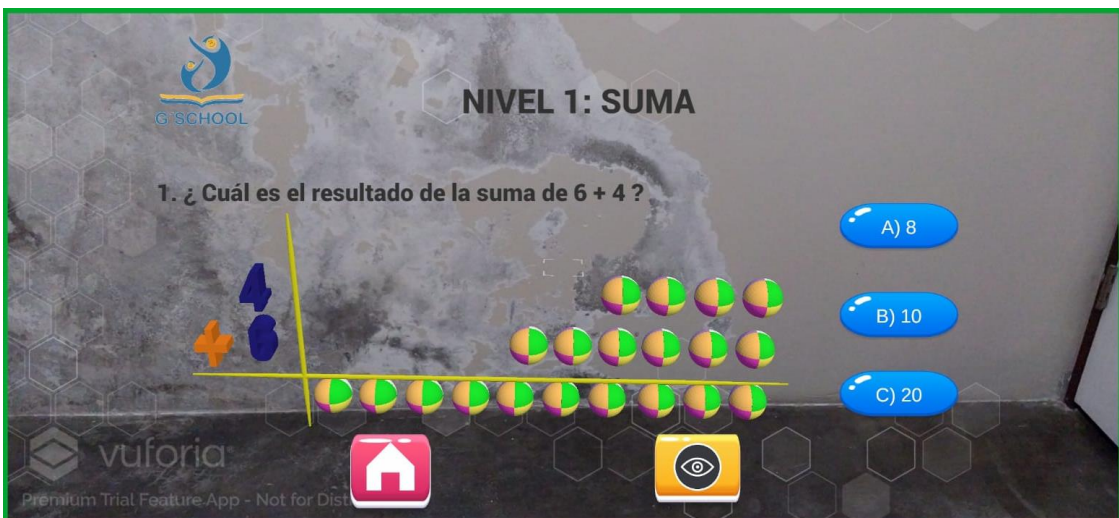 G SCHOOL
NIVEL 1: SUMA
1. ¿ Cuál es el resultado de la suma de 6 + 4 ?
A) 8
4
B) 10
+ 6
C) 20
vuforia
Premium Trial Feature App - Not for Dist